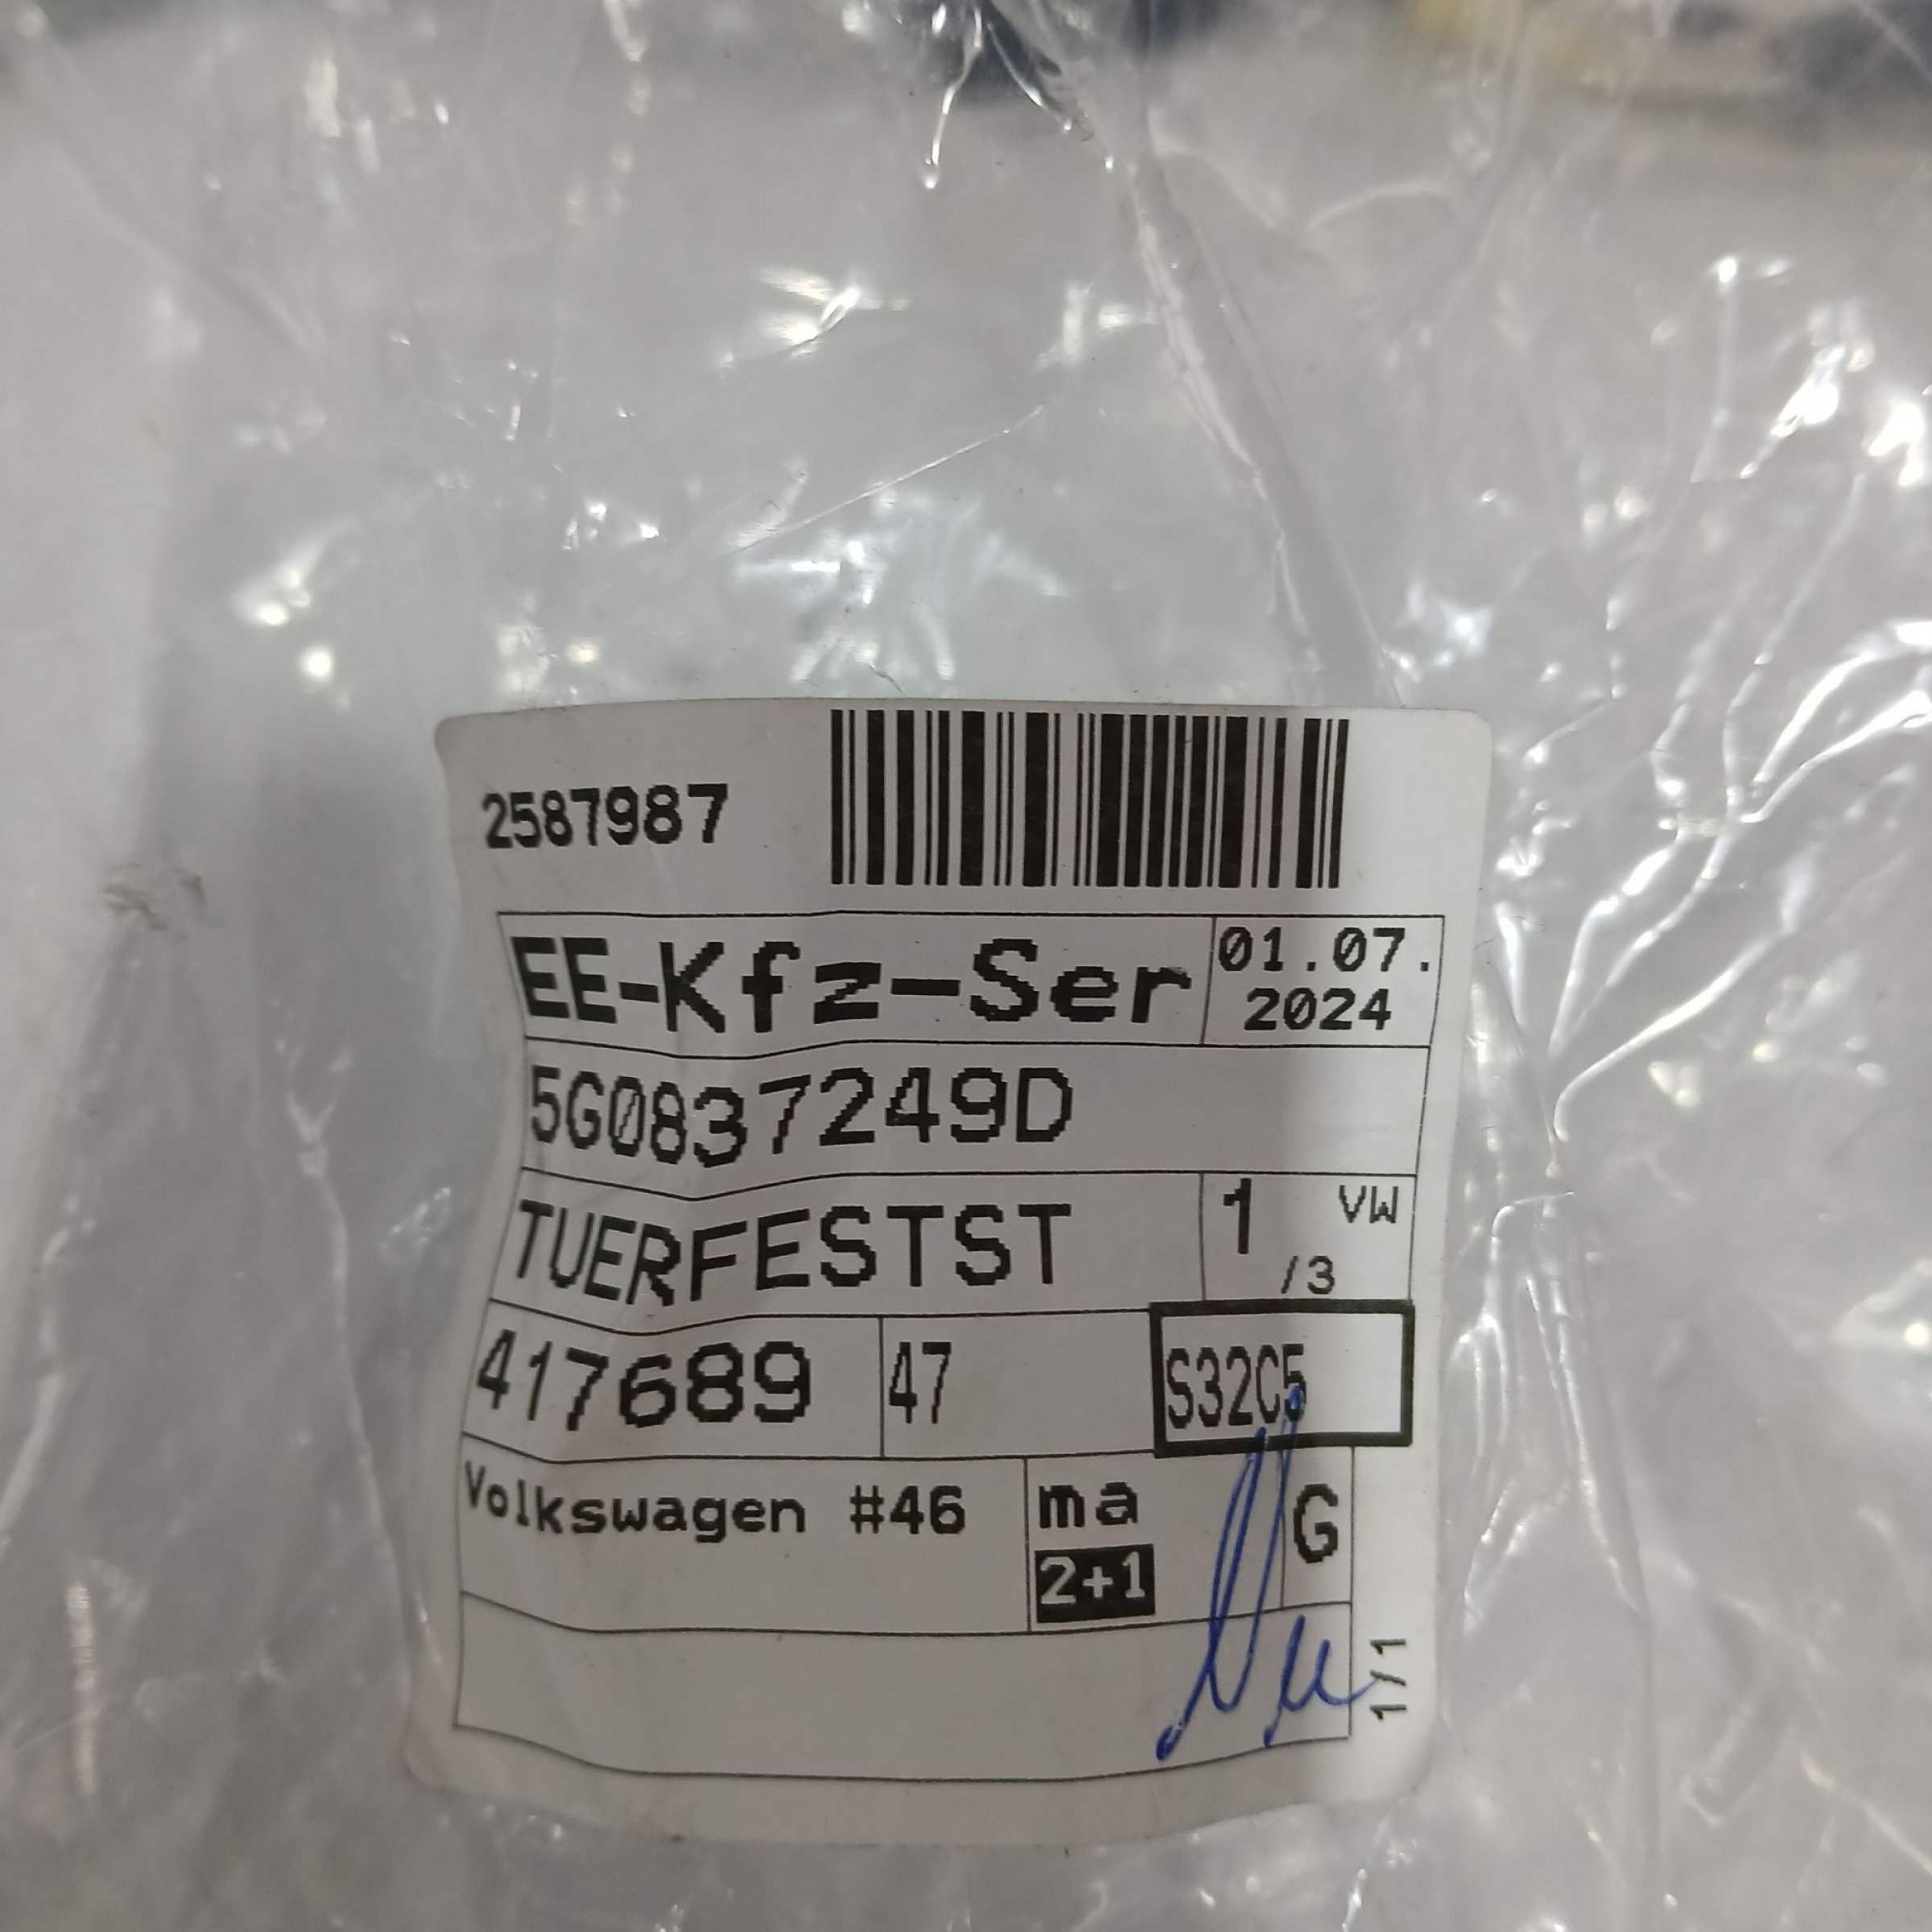 2587987
EE-Kfz-Ser
01.07.
2024
5G0837249D
TUERFESTST
1 VW
/3
417689 47 S32C5
Volkswagen #46 ma G
2+1
1/1